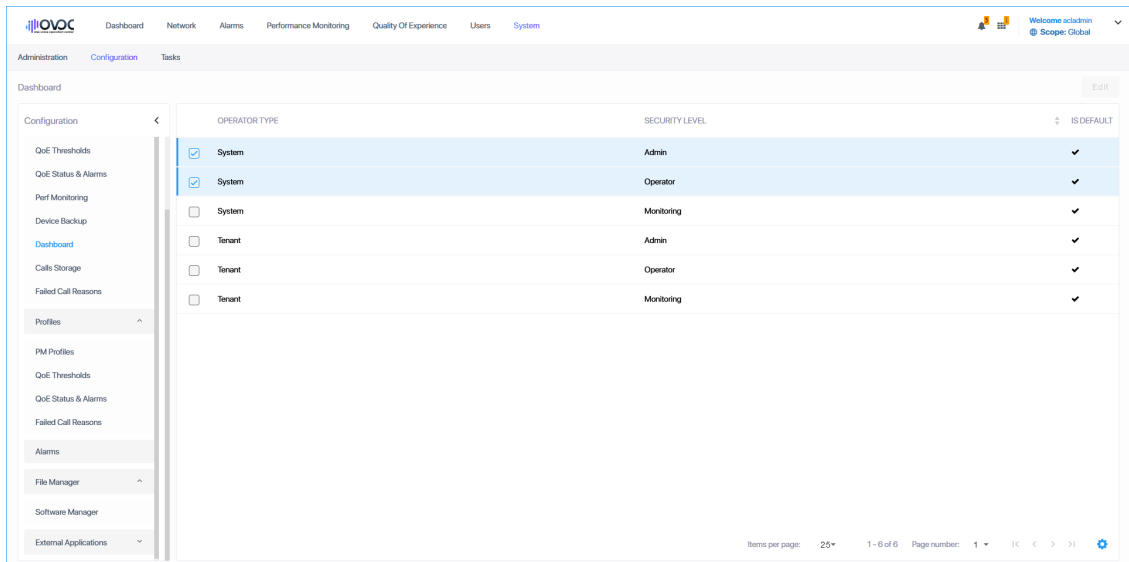 OVOC Dashboard Network Alarms Performance Monitoring Quality Of Experience Users System 5 1 Welcome acladmin
Scope: Global
Administration Configuration Tasks
Dashboard Edit
Configuration
QoE Thresholds
QoE Status & Alarms
Perf Monitoring
Device Backup
Dashboard
Calls Storage
Failed Call Reasons
Profiles
PM Profiles
QoE Thresholds
QoE Status & Alarms
Failed Call Reasons
Alarms
File Manager
Software Manager
External Applications
OPERATOR TYPE SECURITY LEVEL IS DEFAULT
System Admin
System Operator
System Monitoring
Tenant Admin
Tenant Operator
Tenant Monitoring
Items per page: 25 1 - 6 of 6 Page number: 1